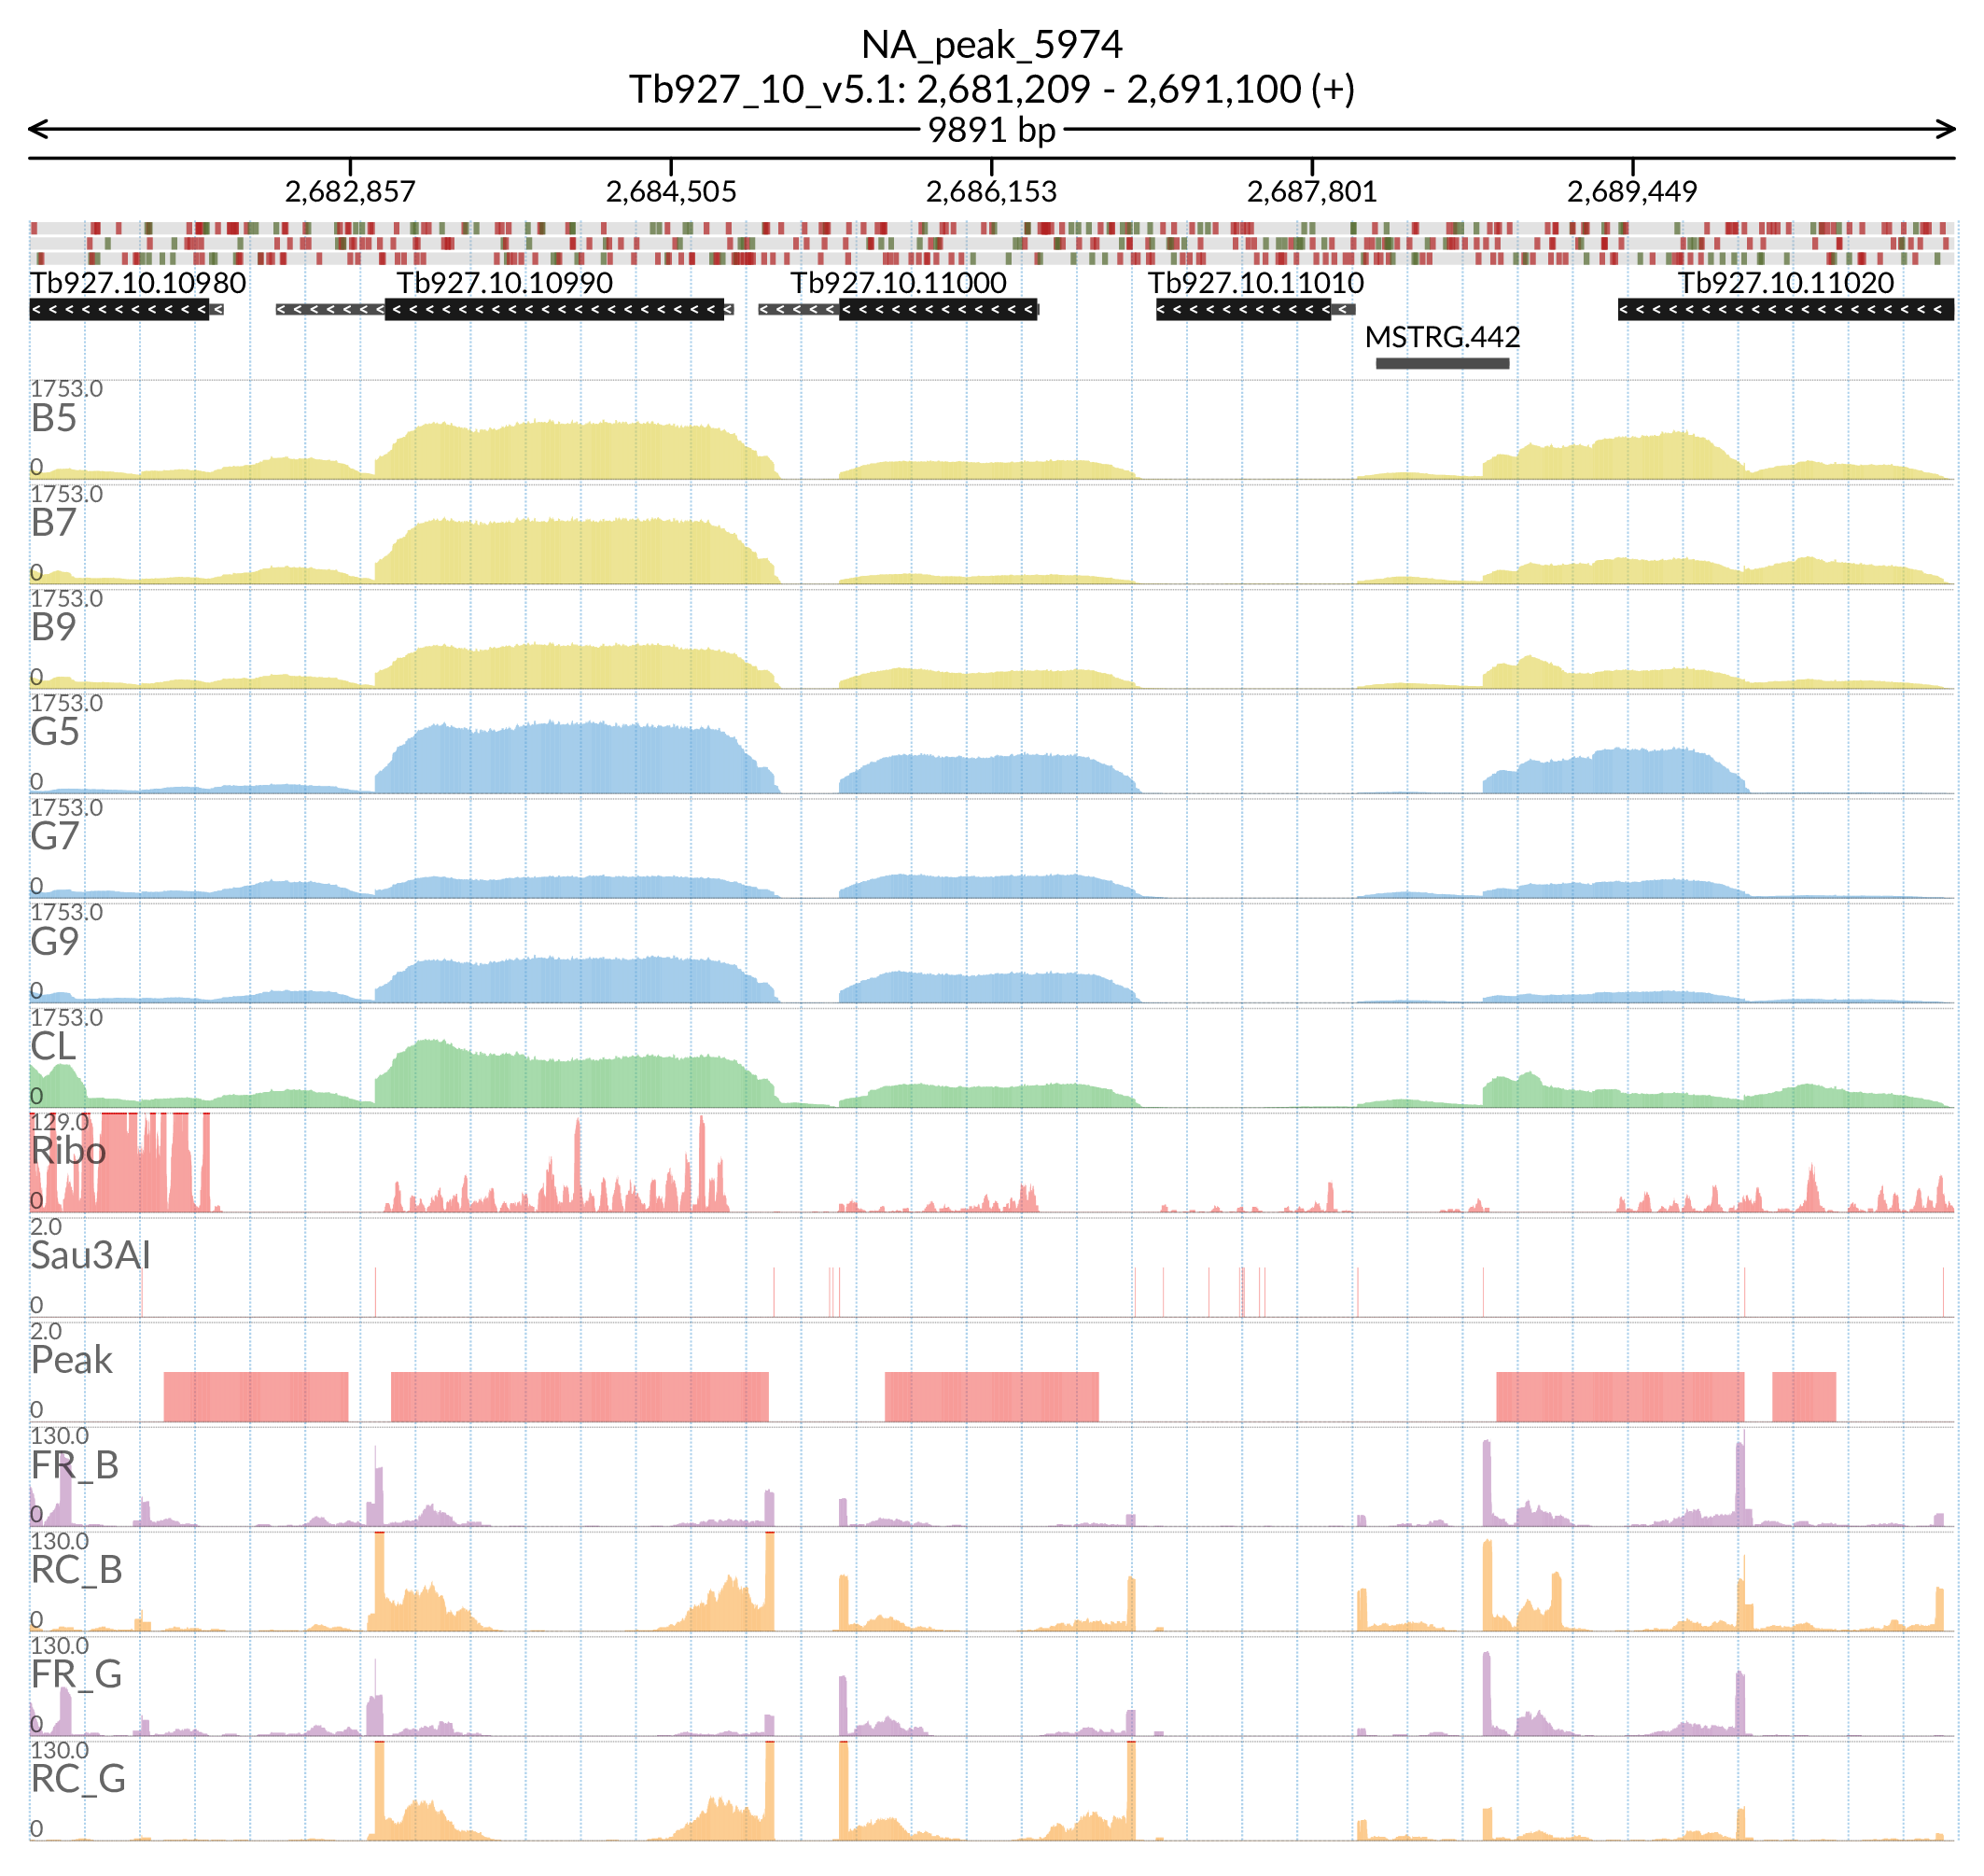 NA_peak_5974
Tb927_10_v5.1: 2,681,209 - 2,691,100 (+)
9891 bp
2,682,857 2,684,505 2,686,153 2,687,801 2,689,449
Tb927.10.10980 Tb927.10.10990 Tb927.10.11000 Tb927.10.11010 Tb927.10.11020
MSTRG.442
1753.0
B5
0
1753.0
B7
0
1753.0
B9
0
1753.0
G5
0
1753.0
G7
0
1753.0
G9
0
1753.0
CL
0
129.0
Ribo
0
2.0
Sau3AI
0
2.0
Peak
0
130.0
FR_B
0
130.0
RC_B
0
130.0
FR_G
0
130.0
RC_G
0